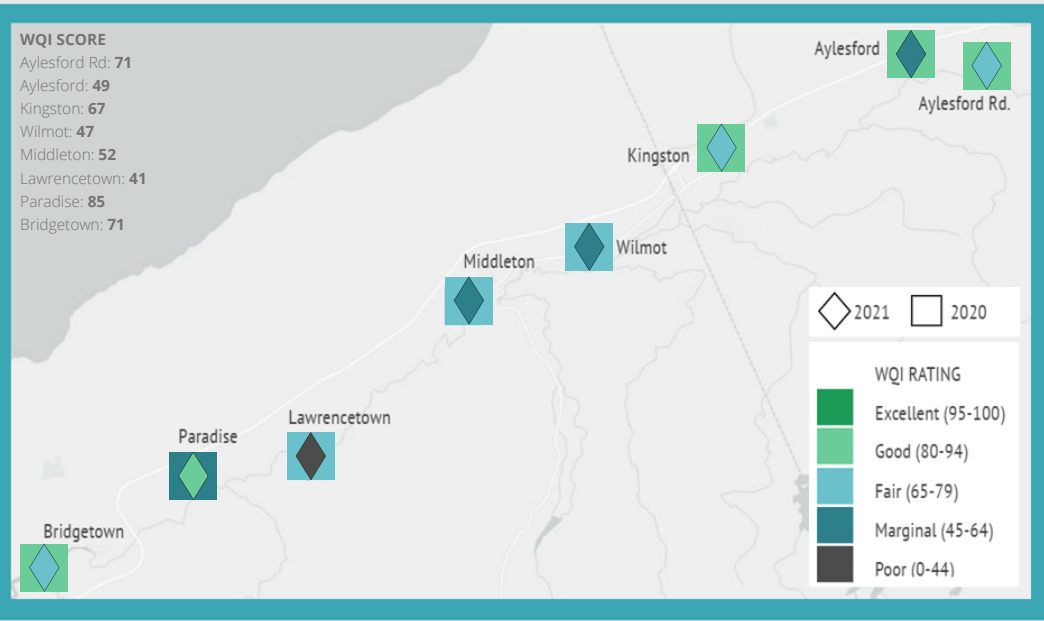 WQI SCORE
Aylesford Rd: 71
Aylesford: 49
Kingston: 67
Wilmot: 47
Middleton: 52
Lawrencetown: 41
Paradise: 85
Bridgetown: 71
Aylesford
Aylesford Rd.
Kingston
Wilmot
Middleton
Lawrencetown
Paradise
Bridgetown
2021 2020
WQI RATING
Excellent (95-100)
Good (80-94)
Fair (65-79)
Marginal (45-64)
Poor (0-44)